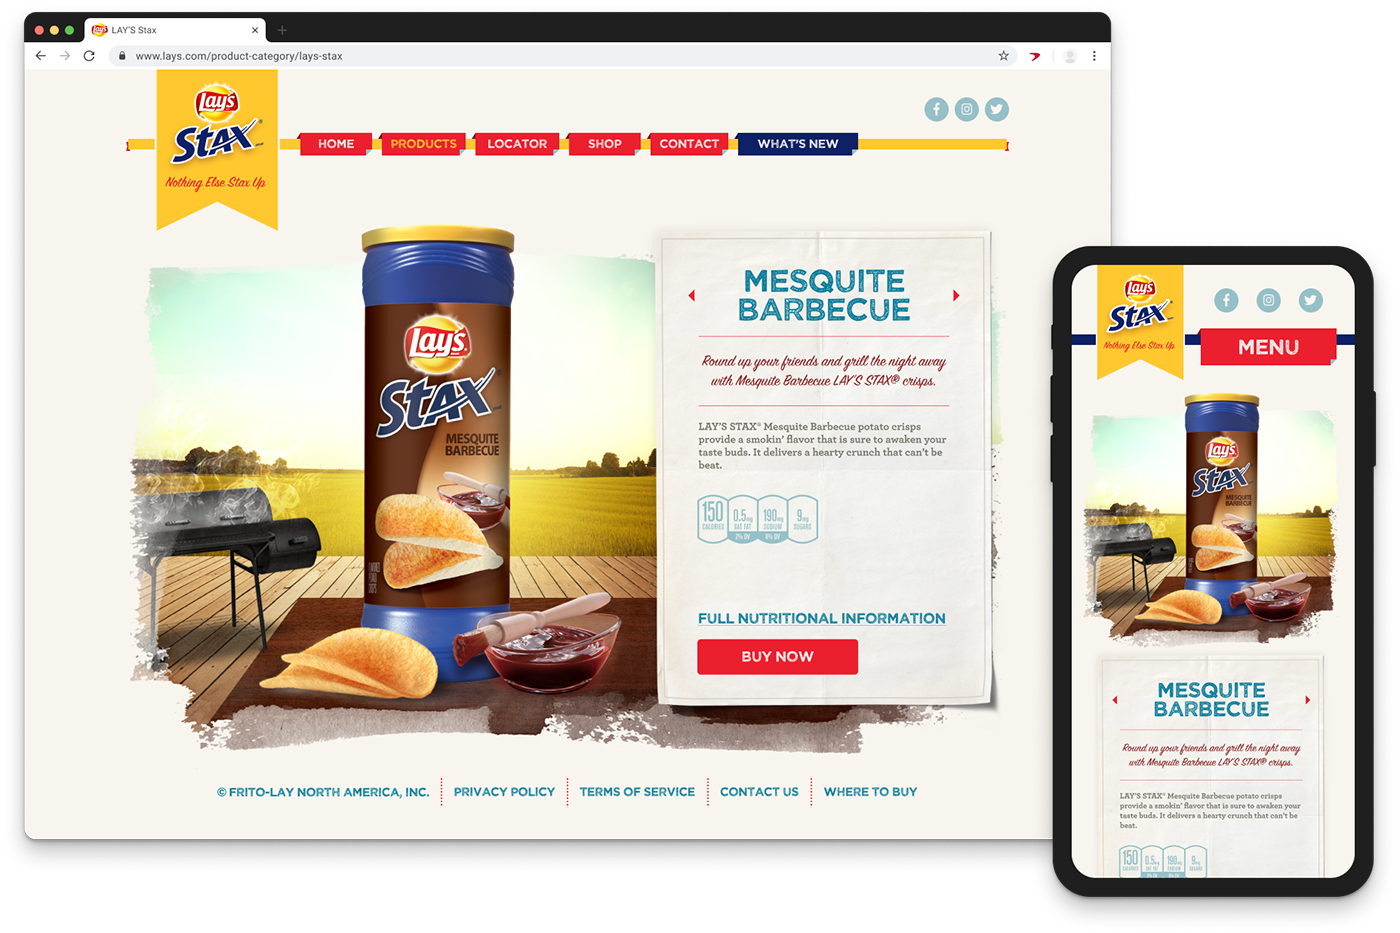 LAY'S Stax
www.lays.com/product-category/lays-stax
Lay's
Stax
Nothing Else Stax Up
HOME
PRODUCTS
LOCATOR
SHOP
CONTACT
WHAT'S NEW
Lay's
Stax
MESQUITE
BARBECUE
MESQUITE
BARBECUE
Round up your friends and grill the night away
with Mesquite Barbecue LAY'S STAX® crisps.
LAY'S STAX® Mesquite Barbecue potato crisps
provide a smokin' flavor that is sure to awaken your
taste buds. It delivers a hearty crunch that can't be
beat.
150 CALORIES
0.5mg SAT FAT 2% DV
190mg SODIUM 8% DV
9mg SUGARS
FULL NUTRITIONAL INFORMATION
BUY NOW
© FRITO-LAY NORTH AMERICA, INC.
PRIVACY POLICY
TERMS OF SERVICE
CONTACT US
WHERE TO BUY
Lay's
Stax
Nothing Else Stax Up
MENU
Lay's
Stax
MESQUITE
BARBECUE
MESQUITE
BARBECUE
Round up your friends and grill the night away
with Mesquite Barbecue LAY'S STAX® crisps.
LAY'S STAX® Mesquite Barbecue potato crisps
provide a smokin' flavor that is sure to awaken your
taste buds. It delivers a hearty crunch that can't be
beat.
150 CALORIES
0.5mg SAT FAT
190mg SODIUM
9mg SUGARS